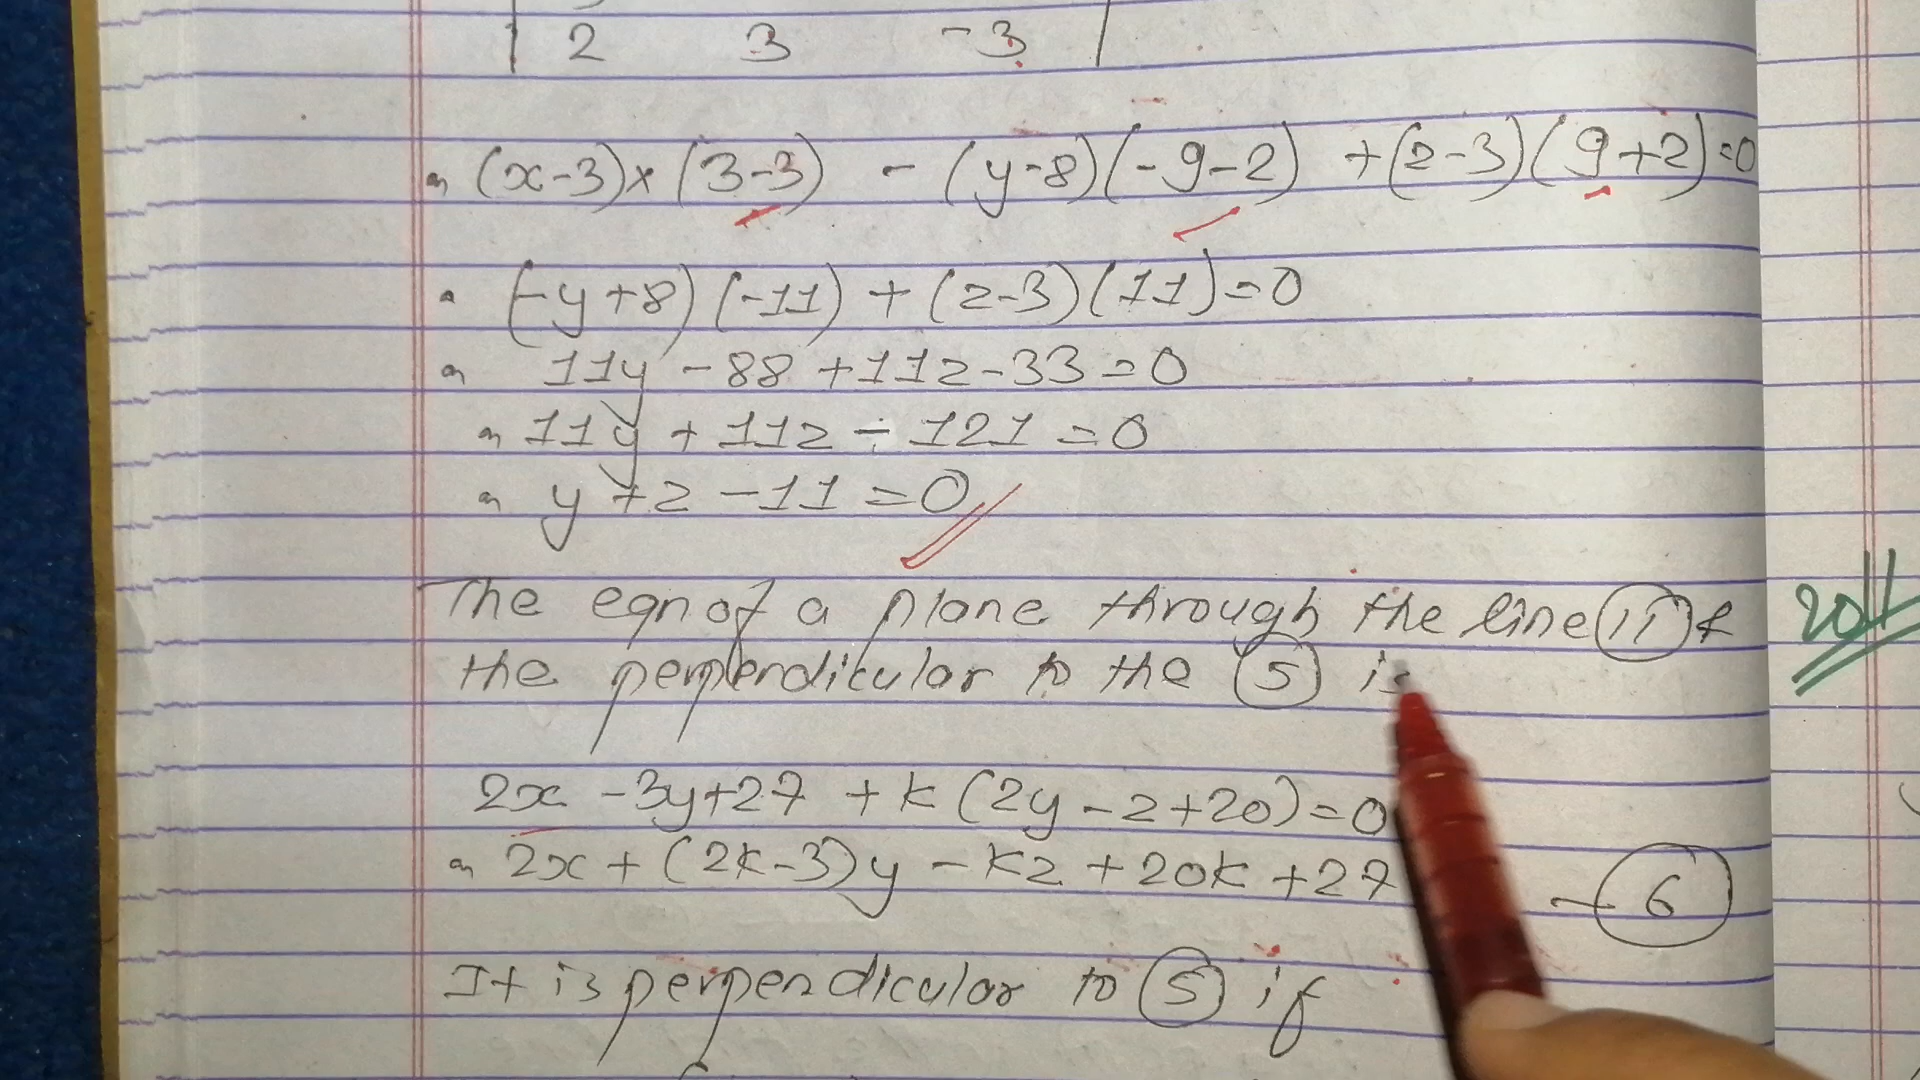 2 3 -3
(x-3)×(3-3) - (y-8)(-9-2) +(z-3)(9+2)=0
(-y+8)(-11) + (z-3)(11)=0
11y -88 +11z-33=0
11y + 11z - 121 =0
y+z -11 =0
The eqn of a plane through the line (ii) &
the perpendicular to the (5) is
2011
2x -3y+27 +k(2y-z+20)=0
2x+(2k-3)y -kz +20k +27 - (6)
It is perpendicular to (5) if